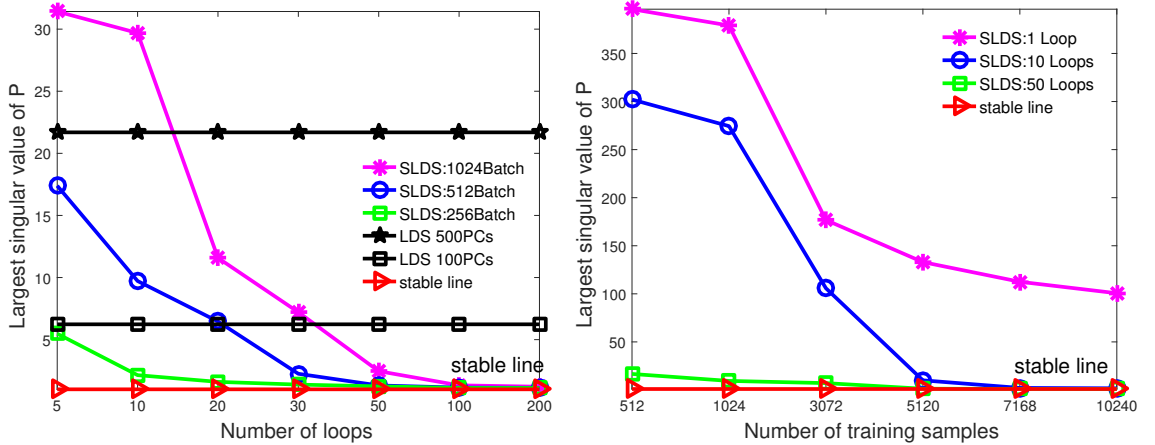 30
25
20
15
10
5
Largest singular value of P
SLDS:1024Batch
SLDS:512Batch
SLDS:256Batch
LDS 500PCs
LDS 100PCs
stable line
stable line
5 10 20 30 50 100 200
Number of loops
350
300
250
200
150
100
50
Largest singular value of P
SLDS:1 Loop
SLDS:10 Loops
SLDS:50 Loops
stable line
stable line
512 1024 3072 5120 7168 10240
Number of training samples